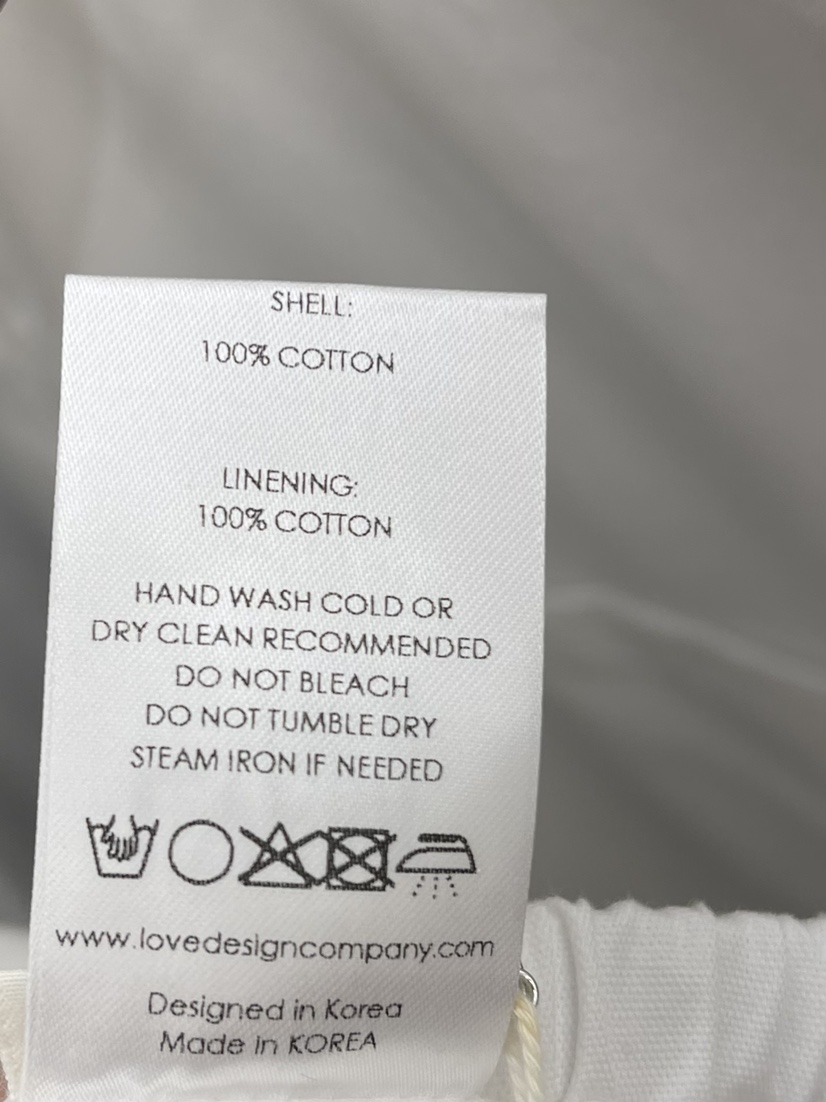 SHELL:
100% COTTON
LINENING:
100% COTTON
HAND WASH COLD OR
DRY CLEAN RECOMMENDED
DO NOT BLEACH
DO NOT TUMBLE DRY
STEAM IRON IF NEEDED
www.lovedesigncompany.com
Designed in Korea
Made in KOREA